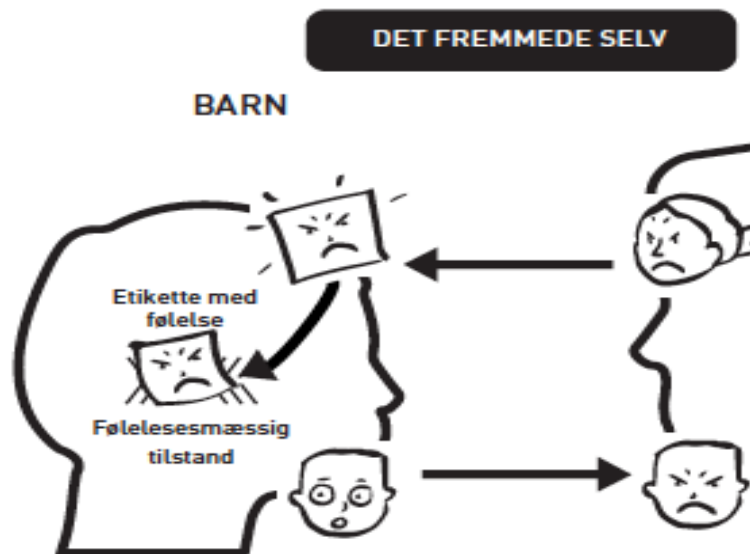 DET FREMMEDE SELV
BARN
Etikette med
følelse
Følelesesmæssig
tilstand